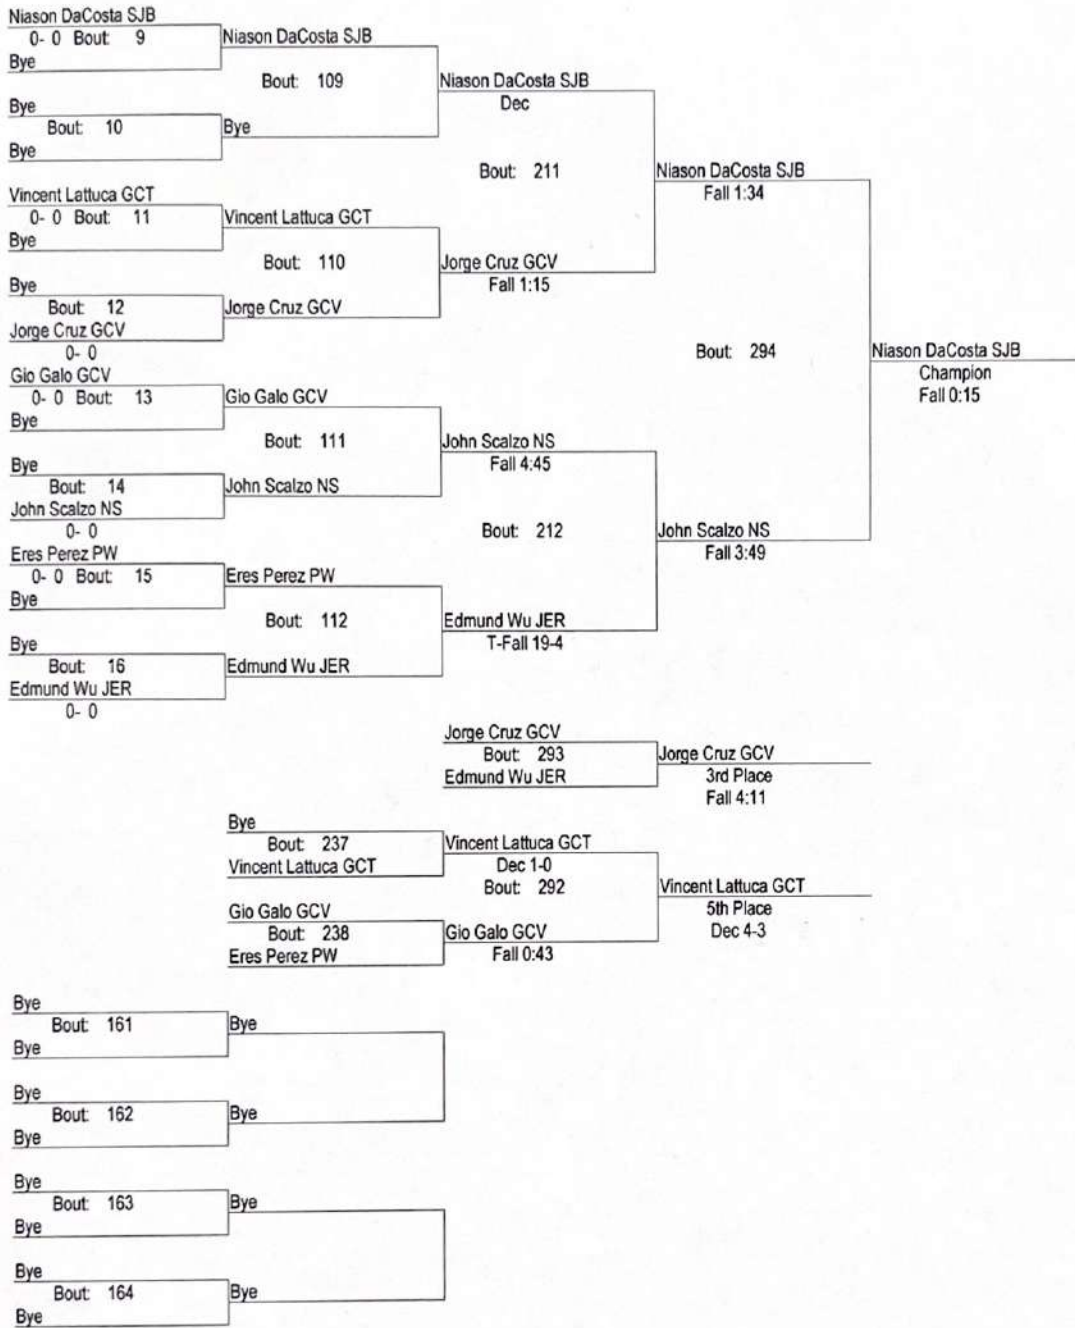 Niason DaCosta SJB
0- 0 Bout: 9
Bye
Niason DaCosta SJB
Bout: 109
Bye
Bout: 10
Bye
Bye
Niason DaCosta SJB
Dec
Bout: 211
Vincent Lattuca GCT
0- 0 Bout: 11
Bye
Vincent Lattuca GCT
Bout: 110
Bye
Bout: 12
Jorge Cruz GCV
0- 0
Jorge Cruz GCV
Jorge Cruz GCV
Fall 1:15
Niason DaCosta SJB
Fall 1:34
Bout: 294
Niason DaCosta SJB
Champion
Fall 0:15
Gio Galo GCV
0- 0 Bout: 13
Bye
Gio Galo GCV
Bout: 111
Bye
Bout: 14
John Scalzo NS
0- 0
John Scalzo NS
John Scalzo NS
Fall 4:45
Bout: 212
John Scalzo NS
Fall 3:49
Eres Perez PW
0- 0 Bout: 15
Bye
Eres Perez PW
Bout: 112
Bye
Bout: 16
Edmund Wu JER
0- 0
Edmund Wu JER
Edmund Wu JER
T-Fall 19-4
Jorge Cruz GCV
Bout: 293
Edmund Wu JER
Jorge Cruz GCV
3rd Place
Fall 4:11
Bye
Bout: 237
Vincent Lattuca GCT
Vincent Lattuca GCT
Dec 1-0
Bout: 292
Gio Galo GCV
Bout: 238
Eres Perez PW
Gio Galo GCV
Fall 0:43
Vincent Lattuca GCT
5th Place
Dec 4-3
Bye
Bout: 161
Bye
Bye
Bye
Bout: 162
Bye
Bye
Bye
Bout: 163
Bye
Bye
Bye
Bout: 164
Bye
Bye